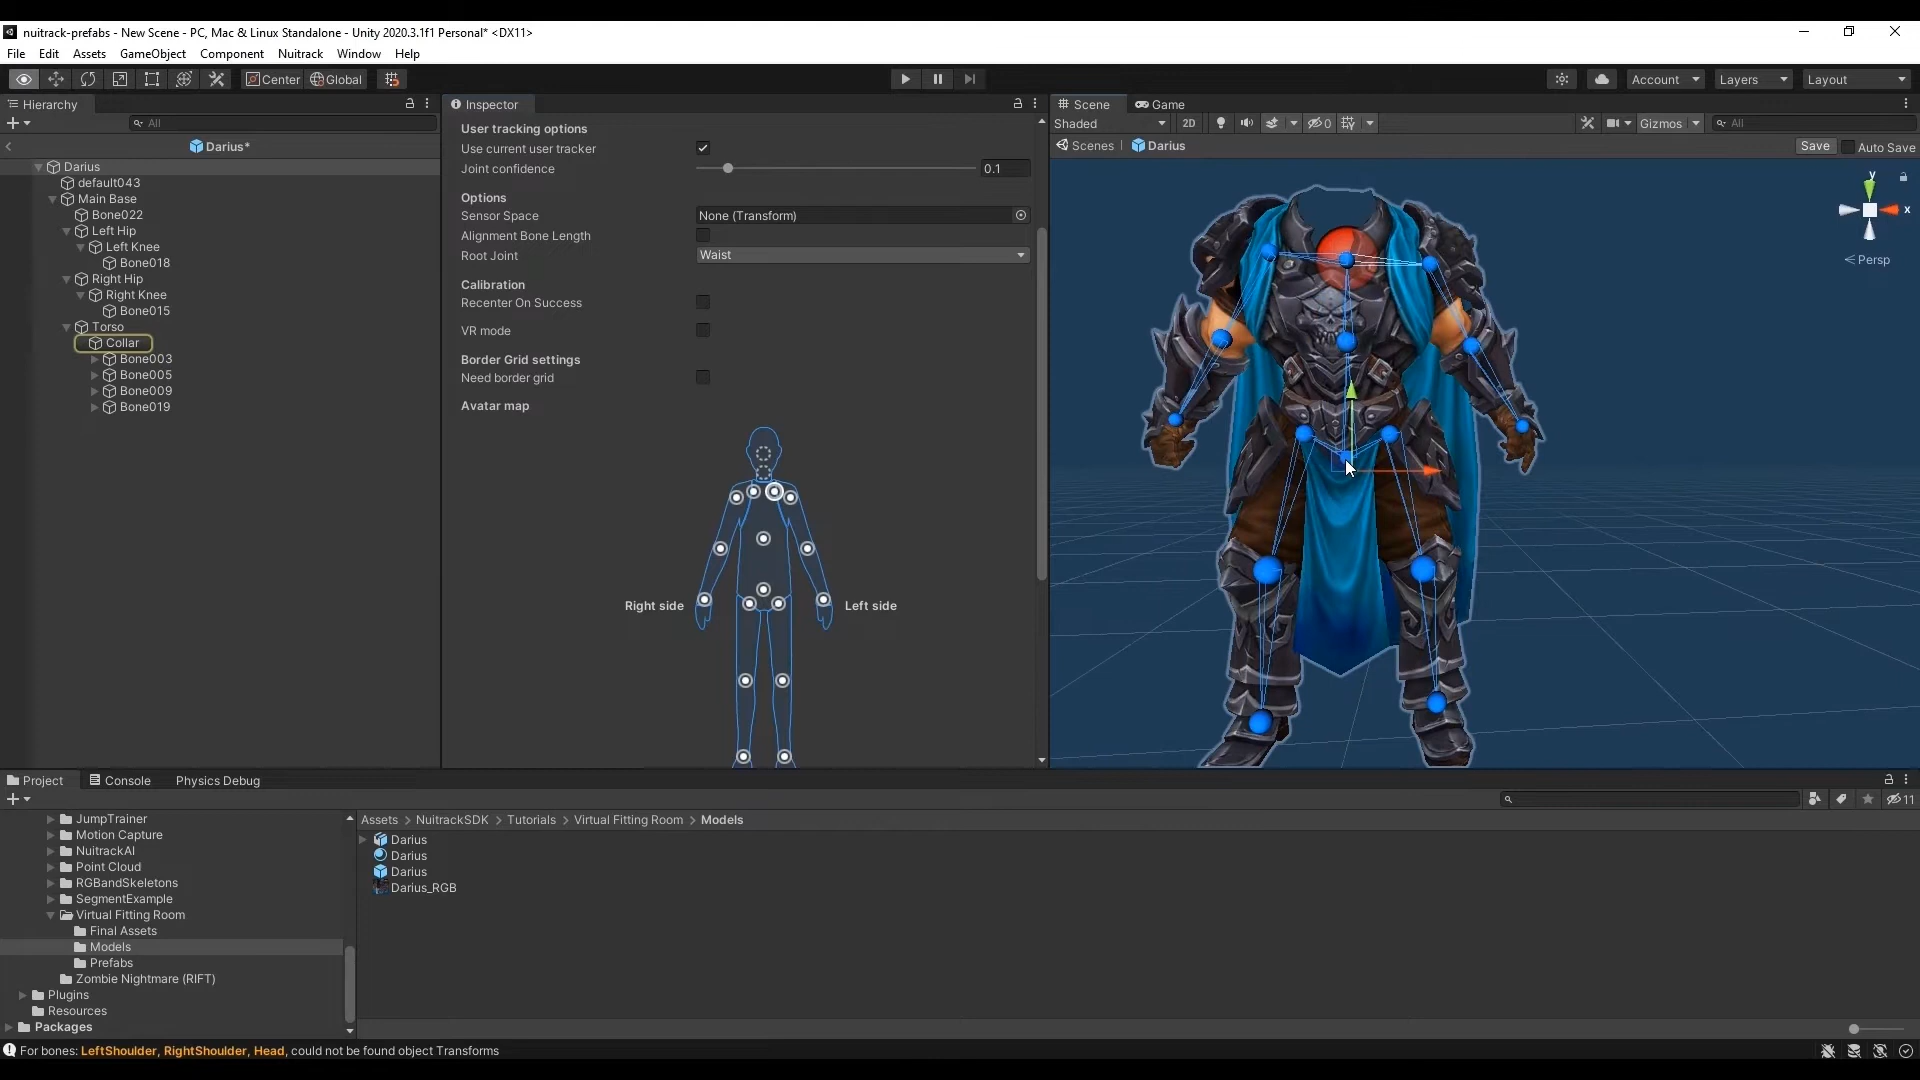 nuitrack-prefabs - New Scene - PC, Mac & Linux Standalone - Unity 2020.3.1f1 Personal* <DX11>
File Edit Assets GameObject Component Nuitrack Window Help
Center Global Account Layers Layout
Hierarchy
All
Darius*
Darius
default043
Main Base
Bone022
Left Hip
Left Knee
Bone018
Right Hip
Right Knee
Bone015
Torso
Collar
Bone003
Bone005
Bone009
Bone019
Inspector
User tracking options
Use current user tracker
Joint confidence 0.1
Options
Sensor Space None (Transform)
Alignment Bone Length
Root Joint Waist
Calibration
Recenter On Success
VR mode
Border Grid settings
Need border grid
Avatar map
Right side Left side
Scene Game
Shaded 2D 0 Gizmos All
Scenes Darius Save Auto Save
y
x
Persp
Project Console Physics Debug
11
JumpTrainer
Motion Capture
NuitrackAI
Point Cloud
RGBandSkeletons
SegmentExample
Virtual Fitting Room
Final Assets
Models
Prefabs
Zombie Nightmare (RIFT)
Plugins
Resources
Packages
Assets > NuitrackSDK > Tutorials > Virtual Fitting Room > Models
Darius
Darius
Darius
Darius_RGB
For bones: LeftShoulder, RightShoulder, Head, could not be found object Transforms